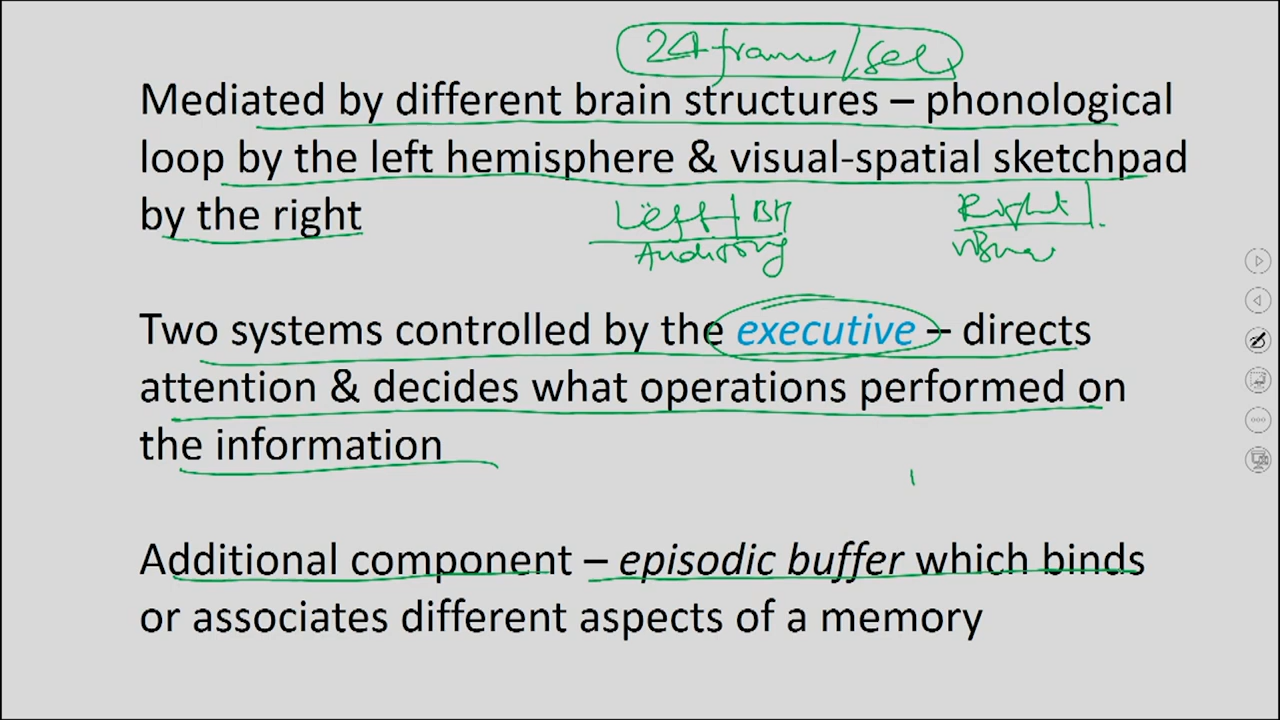 24 frames/sec
Mediated by different brain structures – phonological
loop by the left hemisphere & visual-spatial sketchpad
by the right
Left Right
Auditory
Two systems controlled by the executive – directs
attention & decides what operations performed on
the information
Additional component – episodic buffer which binds
or associates different aspects of a memory